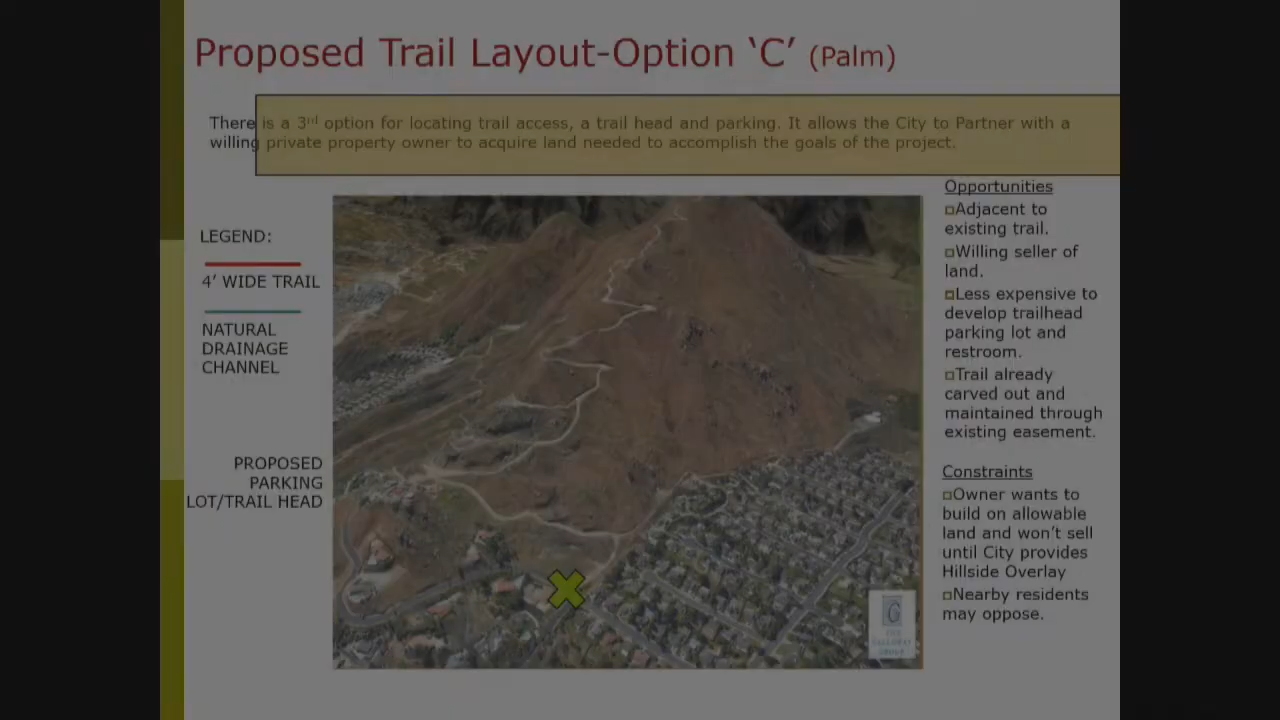 Proposed Trail Layout-Option ‘C’ (Palm)
There is a 3rd option for locating trail access, a trail head and parking. It allows the City to Partner with a
willing private property owner to acquire land needed to accomplish the goals of the project.
LEGEND:
4’ WIDE TRAIL
NATURAL
DRAINAGE
CHANNEL
PROPOSED
PARKING
LOT/TRAIL HEAD
Opportunities
Adjacent to
existing trail.
Willing seller of
land.
Less expensive to
develop trailhead
parking lot and
restroom.
Trail already
carved out and
maintained through
existing easement.
Constraints
Owner wants to
build on allowable
land and won’t sell
until City provides
Hillside Overlay
Nearby residents
may oppose.
G
THE
GALLOWAY
GROUP